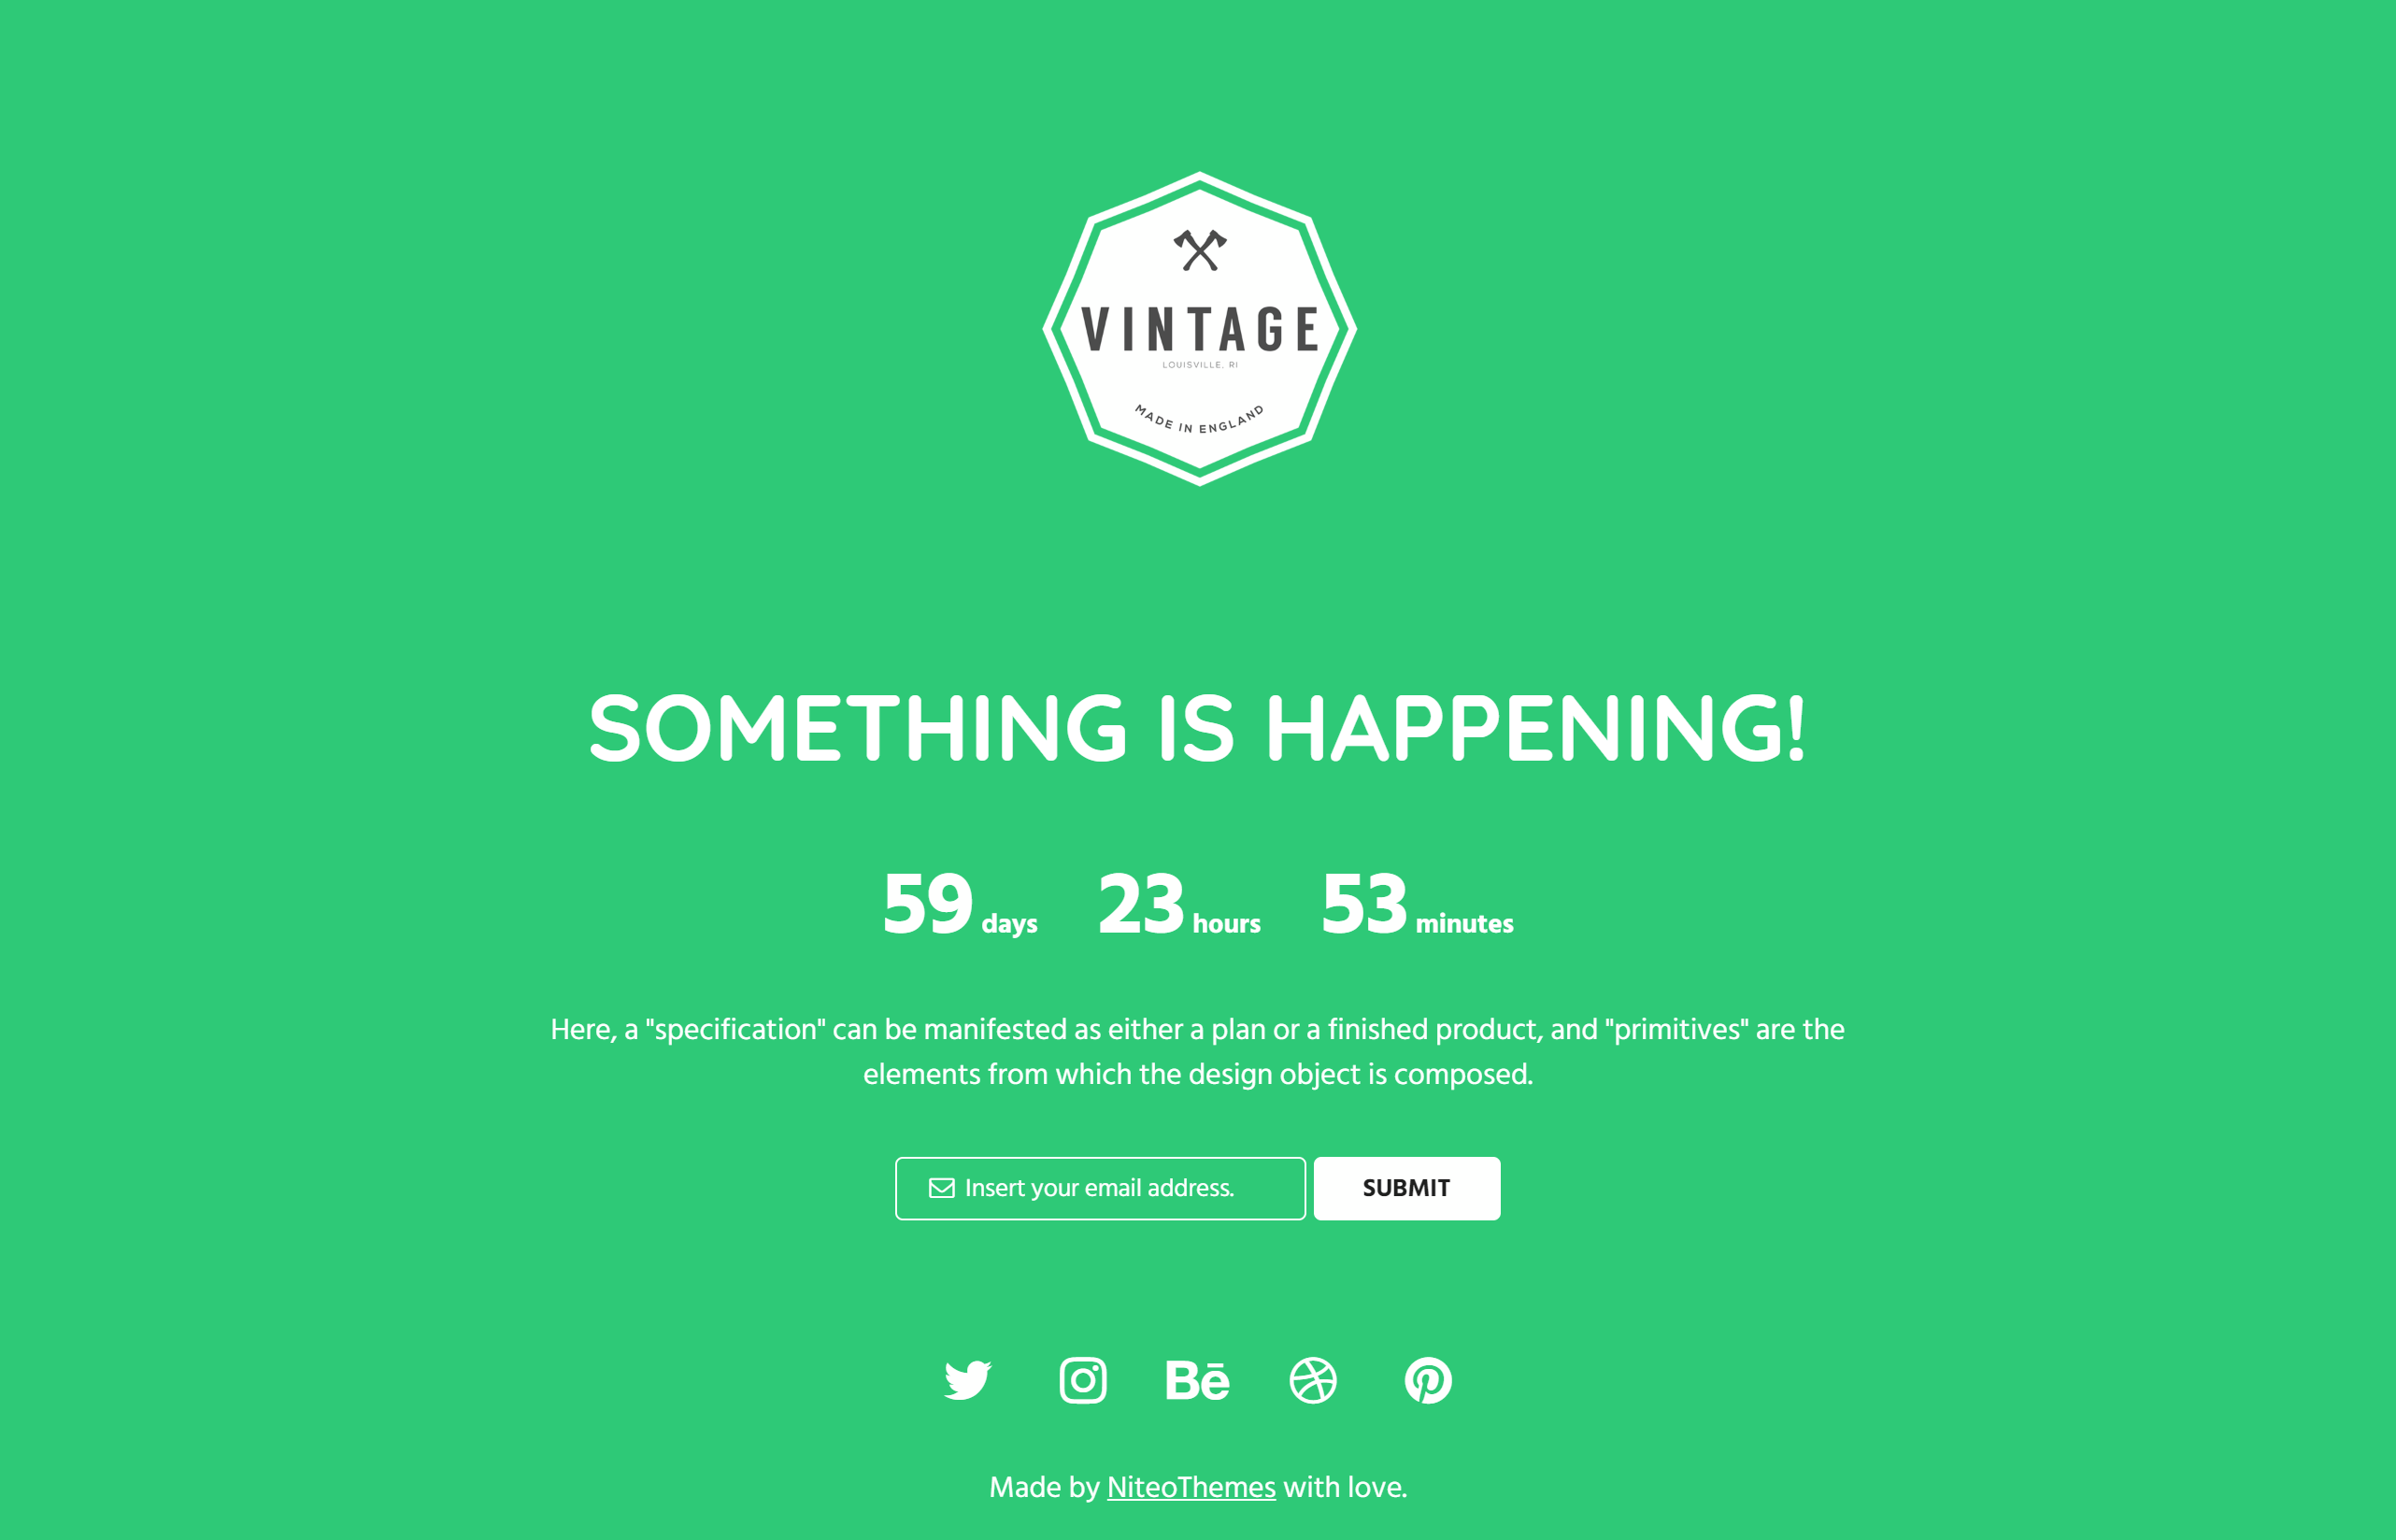 VINTAGE
LOUISVILLE, RI
MADE IN ENGLAND
SOMETHING IS HAPPENING!
59 days 23 hours 53 minutes
Here, a "specification" can be manifested as either a plan or a finished product, and "primitives" are the
elements from which the design object is composed.
Insert your email address. SUBMIT
Bē
Made by NiteoThemes with love.